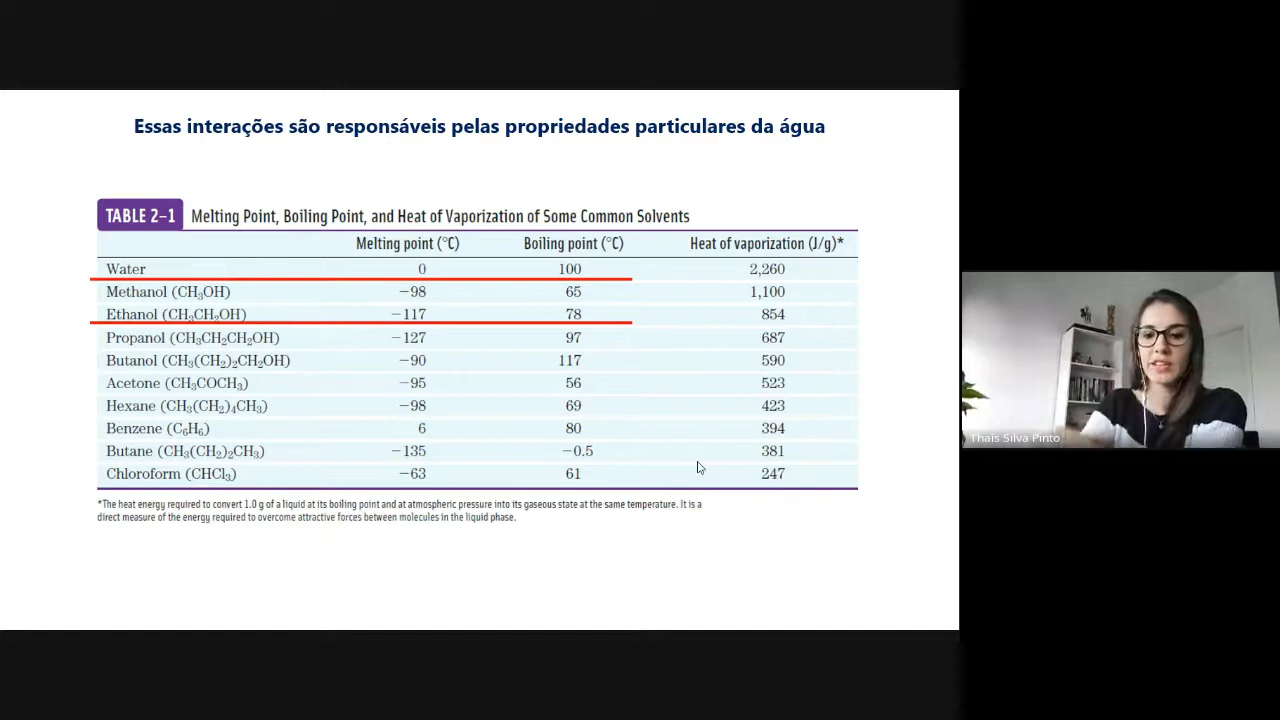 Essas interações são responsáveis pelas propriedades particulares da água
TABLE 2–1 Melting Point, Boiling Point, and Heat of Vaporization of Some Common Solvents
Melting point (°C) Boiling point (°C) Heat of vaporization (J/g)*
Water 0 100 2,260
Methanol (CH₃OH) −98 65 1,100
Ethanol (CH₃CH₂OH) −117 78 854
Propanol (CH₃CH₂CH₂OH) −127 97 687
Butanol (CH₃(CH₂)₂CH₂OH) −90 117 590
Acetone (CH₃COCH₃) −95 56 523
Hexane (CH₃(CH₂)₄CH₃) −98 69 423
Benzene (C₆H₆) 6 80 394
Butane (CH₃(CH₂)₂CH₃) −135 −0.5 381
Chloroform (CHCl₃) −63 61 247
*The heat energy required to convert 1.0 g of a liquid at its boiling point and at atmospheric pressure into its gaseous state at the same temperature. It is a
direct measure of the energy required to overcome attractive forces between molecules in the liquid phase.
Thais Silva Pinto